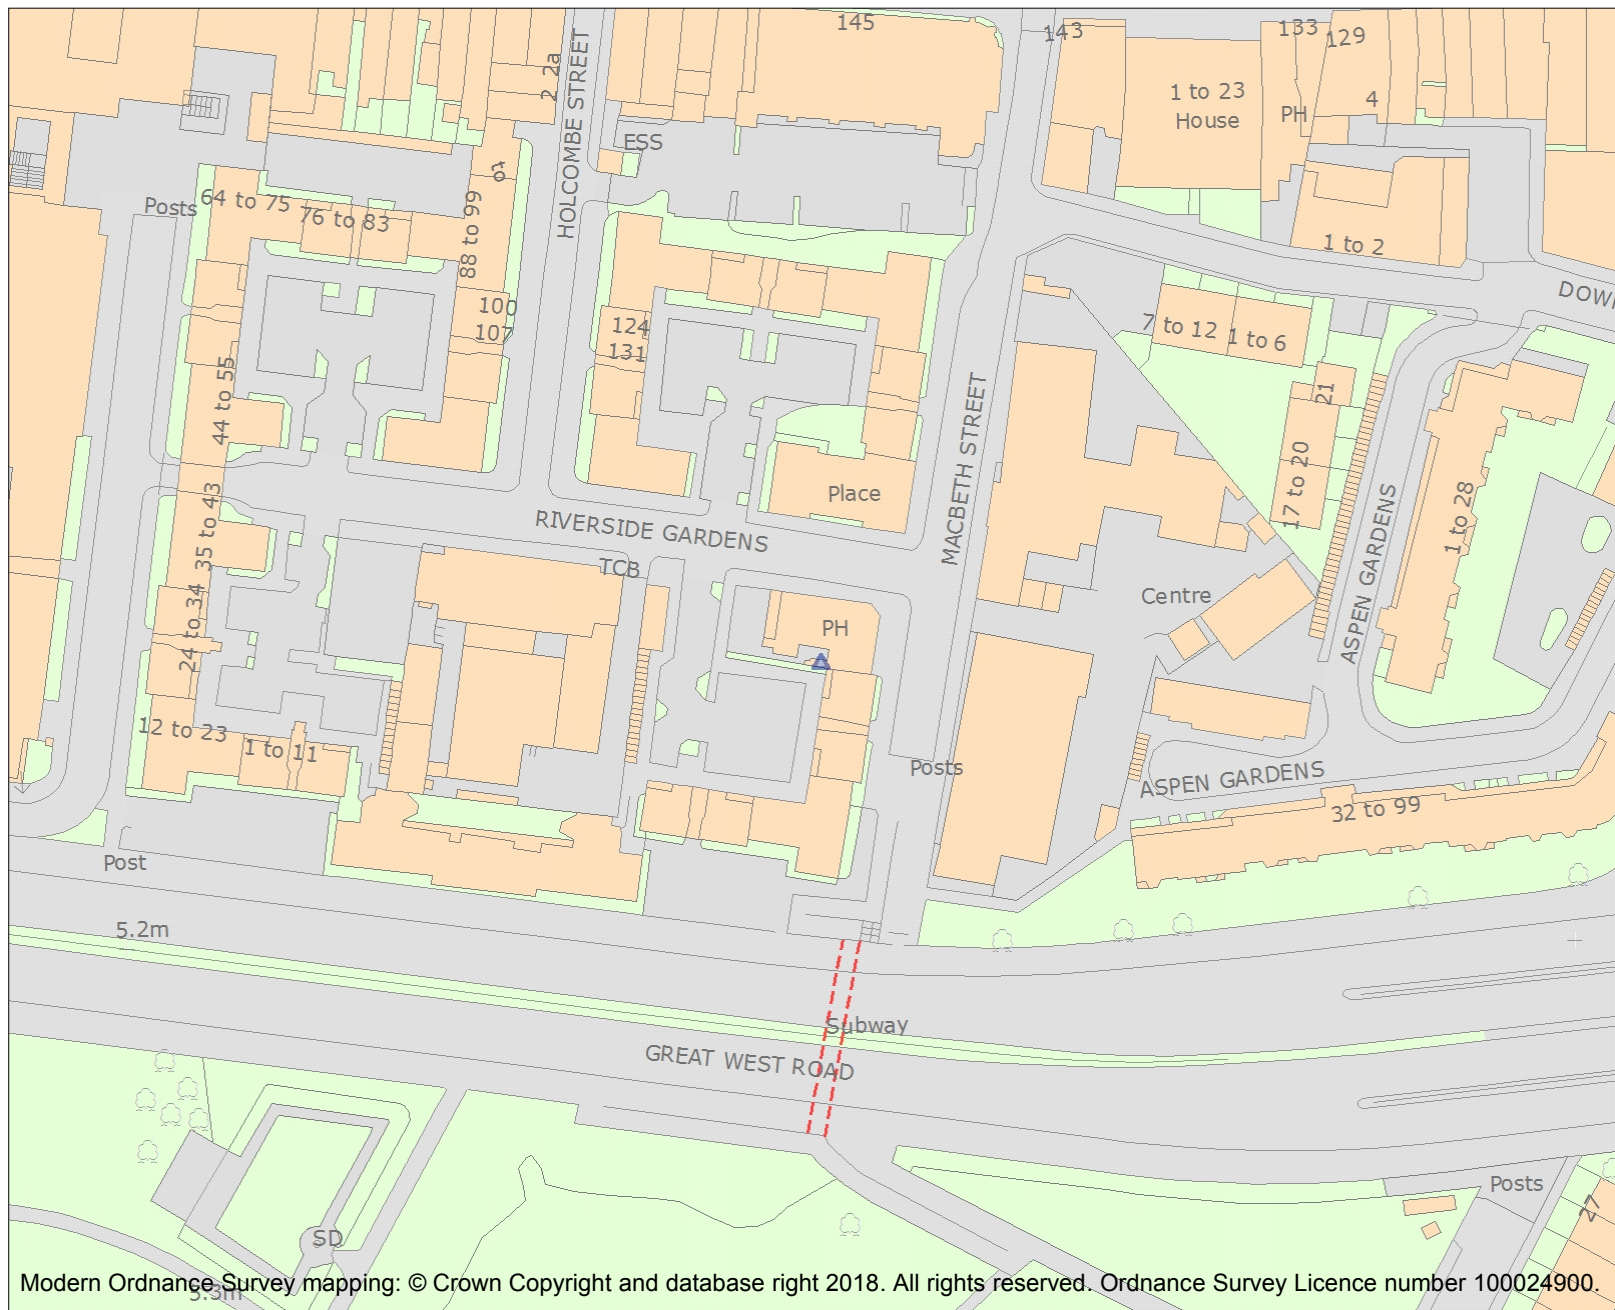 145
143
133
129
2
2a
HOLCOMBE STREET
ESS
1 to 23
House
PH
4
to
Posts
64 to 75
76 to 83
88 to 99
1 to 2
100
107
124
131
7 to 12
1 to 6
21
44 to 55
MACBETH STREET
17 to 20
1 to 28
Place
35 to 43
RIVERSIDE GARDENS
TCB
ASPEN GARDENS
24 to 34
Centre
PH
12 to 23
1 to 11
Posts
ASPEN GARDENS
32 to 99
Post
5.2m
Subway
GREAT WEST ROAD
Posts
27
SD
5.3m
Modern Ordnance Survey mapping: © Crown Copyright and database right 2018. All rights reserved. Ordnance Survey Licence number 100024900.